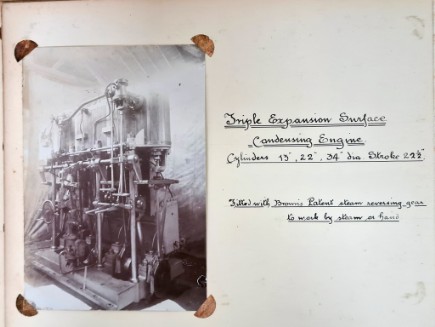 Triple Expansion Surface
Condensing Engine
Cylinders 13", 22", 34" dia Stroke 22½"
Fitted with Brown's Patent steam reversing gear
to work by steam or hand